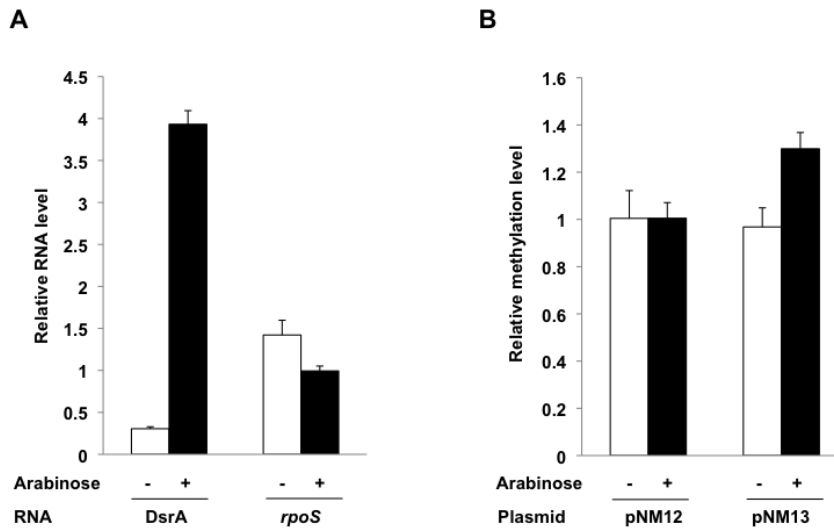 A
Relative RNA level
4.5
4
3.5
3
2.5
2
1.5
1
0.5
0
Arabinose - + - +
RNA DsrA rpoS
B
Relative methylation level
1.6
1.4
1.2
1
0.8
0.6
0.4
0.2
0
Arabinose - + - +
Plasmid pNM12 pNM13